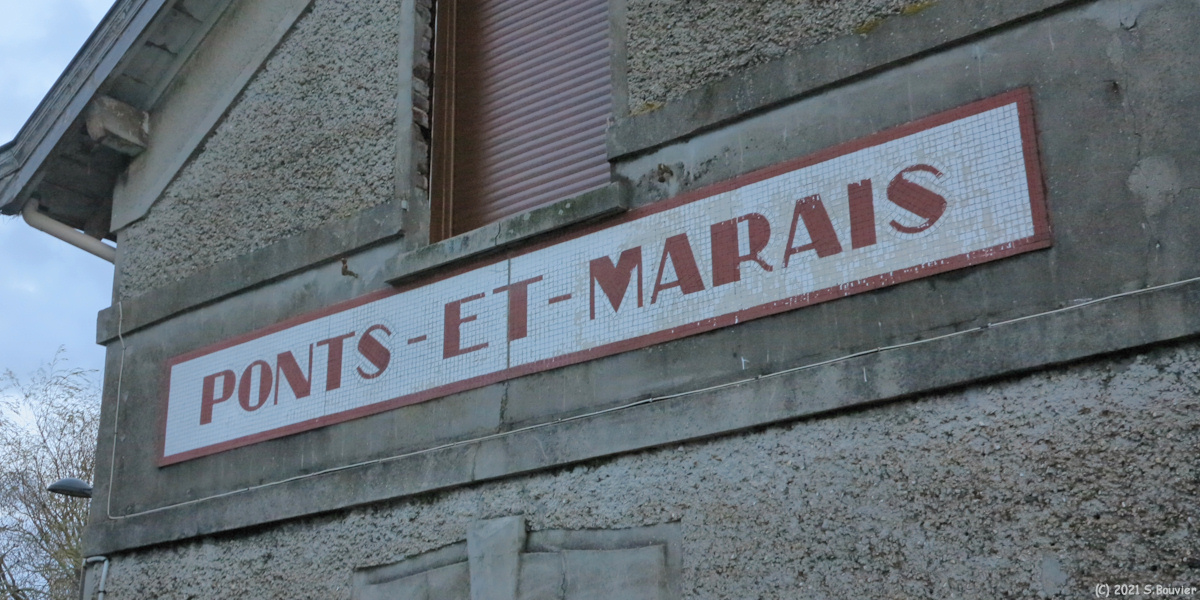 PONTS-ET-MARAIS
(C) 2021 S.Bouvier